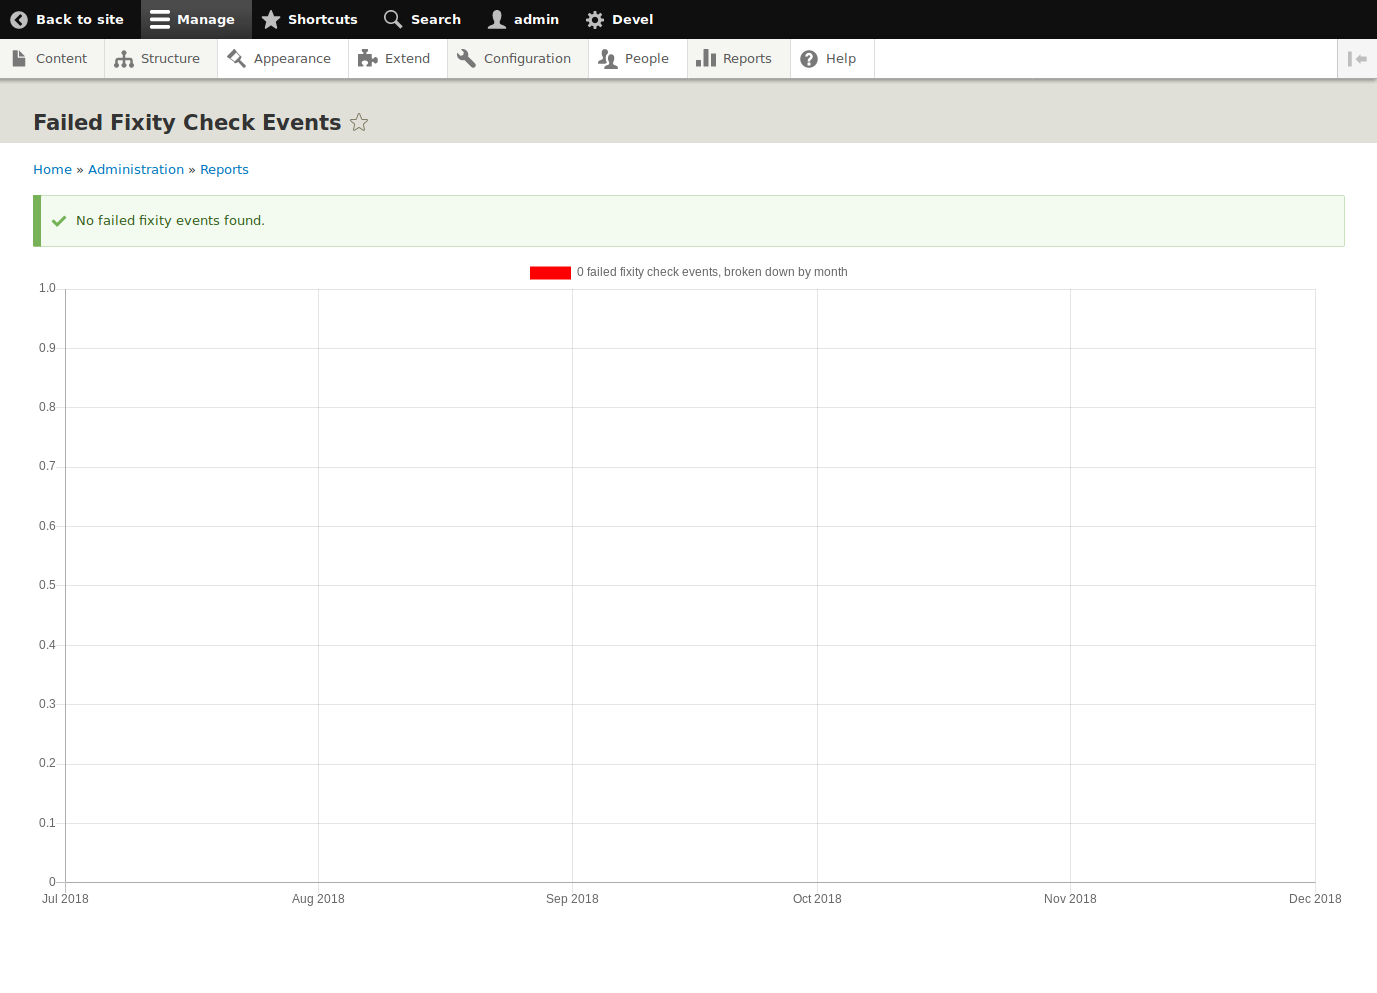 Back to site Manage Shortcuts Search admin Devel
Content Structure Appearance Extend Configuration People Reports Help
Failed Fixity Check Events
Home » Administration » Reports
No failed fixity events found.
0 failed fixity check events, broken down by month
1.0
0.9
0.8
0.7
0.6
0.5
0.4
0.3
0.2
0.1
0
Jul 2018 Aug 2018 Sep 2018 Oct 2018 Nov 2018 Dec 2018